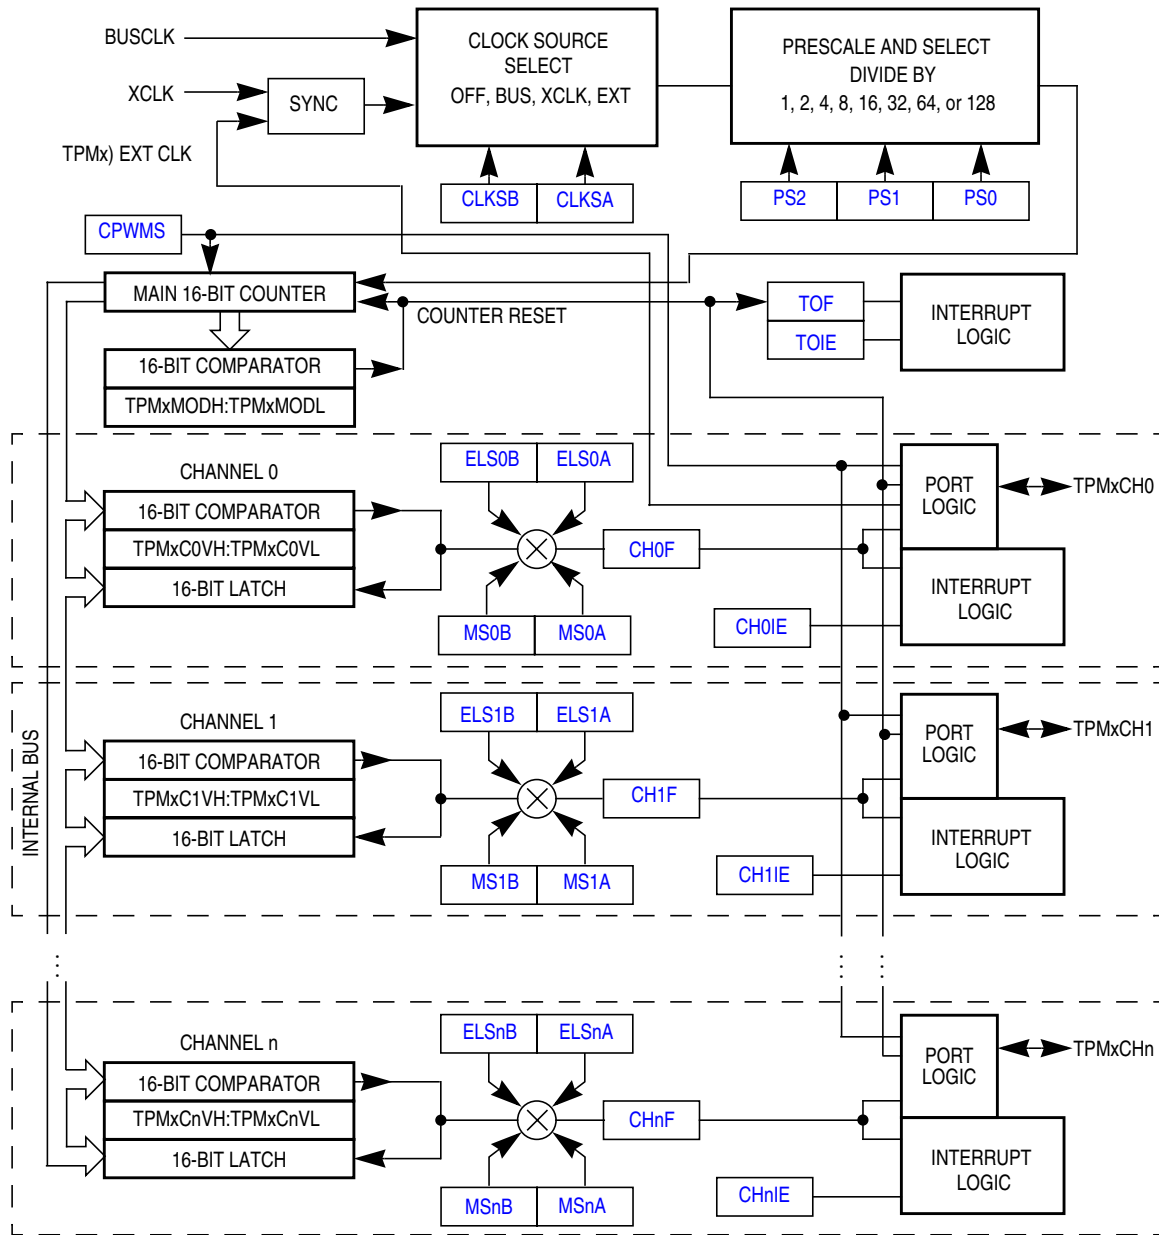 BUSCLK
XCLK
SYNC
TPMx) EXT CLK
CLOCK SOURCE
SELECT
OFF, BUS, XCLK, EXT
PRESCALE AND SELECT
DIVIDE BY
1, 2, 4, 8, 16, 32, 64, or 128
CLKSB
CLKSA
PS2
PS1
PS0
CPWMS
MAIN 16-BIT COUNTER
COUNTER RESET
16-BIT COMPARATOR
TPMxMODH:TPMxMODL
TOF
TOIE
INTERRUPT
LOGIC
INTERNAL BUS
CHANNEL 0
16-BIT COMPARATOR
TPMxC0VH:TPMxC0VL
16-BIT LATCH
ELS0B
ELS0A
MS0B
MS0A
CH0F
CH0IE
PORT
LOGIC
TPMxCH0
INTERRUPT
LOGIC
CHANNEL 1
16-BIT COMPARATOR
TPMxC1VH:TPMxC1VL
16-BIT LATCH
ELS1B
ELS1A
MS1B
MS1A
CH1F
CH1IE
PORT
LOGIC
TPMxCH1
INTERRUPT
LOGIC
...
...
...
CHANNEL n
16-BIT COMPARATOR
TPMxCnVH:TPMxCnVL
16-BIT LATCH
ELSnB
ELSnA
MSnB
MSnA
CHnF
CHnIE
PORT
LOGIC
TPMxCHn
INTERRUPT
LOGIC